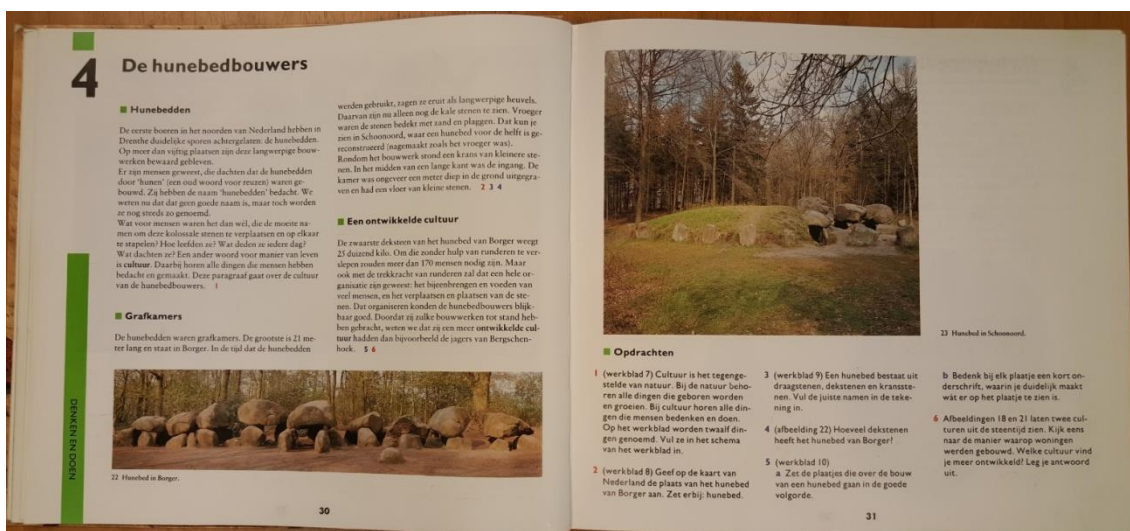 4
De hunebedbouwers
Hunebedden
De eerste boeren in het noorden van Nederland hebben in
Drenthe duidelijke sporen achtergelaten: de hunebedden.
Op meer dan vijftig plaatsen zijn deze langwerpige bouw-
werken bewaard gebleven.
Er zijn mensen geweest, die dachten dat de hunebedden
door 'hunen' (een oud woord voor reuzen) waren ge-
bouwd. Zij hebben de naam 'hunebedden' bedacht. We
weten nu dat dat geen goede naam is, maar toch worden
ze nog steeds zo genoemd.
Wat voor mensen waren het dan wél, die de moeite na-
men om deze kolossale stenen te verplaatsen en op elkaar
te stapelen? Hoe leefden ze? Wat deden ze iedere dag?
Wat dachten ze? Een ander woord voor manier van leven
is cultuur. Daarbij horen alle dingen die mensen hebben
bedacht en gemaakt. Deze paragraaf gaat over de cultuur
van de hunebedbouwers. 1
Grafkamers
De hunebedden waren grafkamers. De grootste is 21 me-
ter lang en staat in Borger. In de tijd dat de hunebedden
werden gebruikt, zagen ze eruit als langwerpige heuvels.
Daarvan zijn nu alleen nog de kale stenen te zien. Vroeger
waren de stenen bedekt met zand en plaggen. Dat kun je
zien in Schoonoord, waar een hunebed voor de helft is ge-
reconstrueerd (nagemaakt zoals het vroeger was).
Rondom het bouwwerk stond een krans van kleinere ste-
nen. In het midden van een lange kant was de ingang. De
kamer was ongeveer een meter diep in de grond uitgegra-
ven en had een vloer van kleine stenen. 2 3 4
Een ontwikkelde cultuur
De zwaarste deksteen van het hunebed van Borger weegt
25 duizend kilo. Om die zonder hulp van runderen te ver-
slepen zouden meer dan 170 mensen nodig zijn. Maar
ook met de trekkracht van runderen zal dat een hele or-
ganisatie zijn geweest: het bijeenbrengen en voeden van
veel mensen, en het verplaatsen en plaatsen van de ste-
nen. Dat organiseren konden de hunebedbouwers blijk-
baar goed. Doordat zij zulke bouwwerken tot stand heb-
ben gebracht, weten we dat zij een meer ontwikkelde cul-
tuur hadden dan bijvoorbeeld de jagers van Bergschen-
hoek. 5 6
DENKEN EN DOEN
22 Hunebed in Borger.
30
23 Hunebed in Schoonoord.
Opdrachten
1 (werkblad 7) Cultuur is het tegenge-
stelde van natuur. Bij de natuur beho-
ren alle dingen die geboren worden
en groeien. Bij cultuur horen alle din-
gen die mensen bedenken en doen.
Op het werkblad worden twaalf din-
gen genoemd. Vul ze in het schema
van het werkblad in.
2 (werkblad 8) Geef op de kaart van
Nederland de plaats van het hunebed
van Borger aan. Zet erbij: hunebed.
3 (werkblad 9) Een hunebed bestaat uit
draagstenen, dekstenen en kransste-
nen. Vul de juiste namen in de teke-
ning in.
4 (afbeelding 22) Hoeveel dekstenen
heeft het hunebed van Borger?
5 (werkblad 10)
a Zet de plaatjes die over de bouw
van een hunebed gaan in de goede
volgorde.
b Bedenk bij elk plaatje een kort on-
derschrift, waarin je duidelijk maakt
wát er op het plaatje te zien is.
6 Afbeeldingen 18 en 21 laten twee cul-
turen uit de steentijd zien. Kijk eens
naar de manier waarop woningen
werden gebouwd. Welke cultuur vind
je meer ontwikkeld? Leg je antwoord
uit.
31